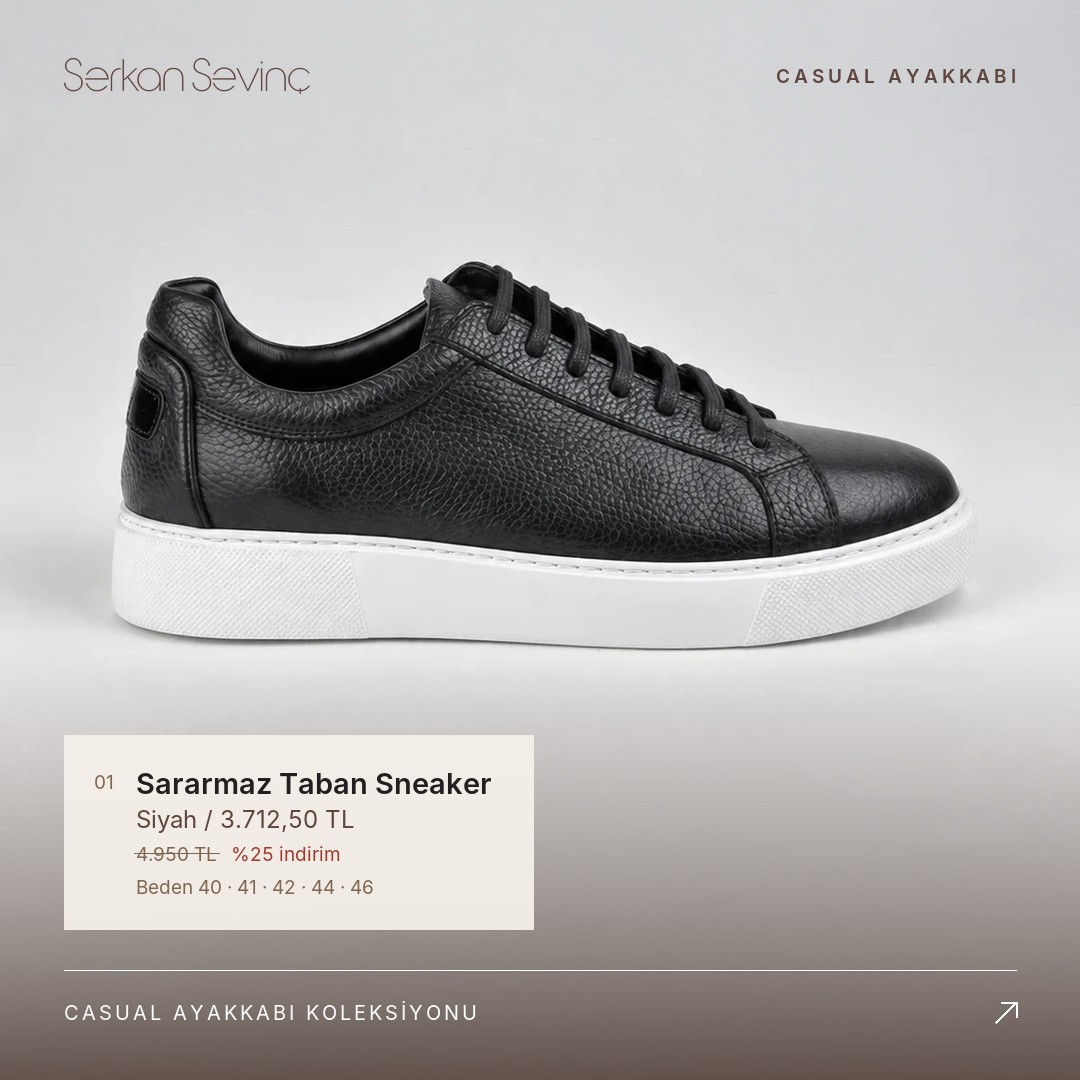 Serkan Sevinç
CASUAL AYAKKABI
01 Sararmaz Taban Sneaker
Siyah / 3.712,50 TL
4.950 TL %25 indirim
Beden 40 · 41 · 42 · 44 · 46
CASUAL AYAKKABI KOLEKSİYONU